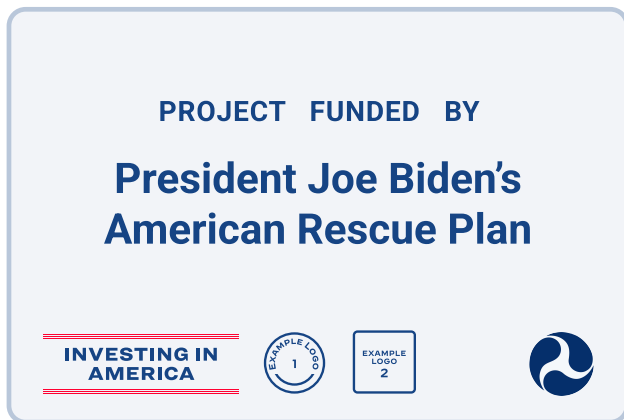 PROJECT FUNDED BY
President Joe Biden’s
American Rescue Plan
INVESTING IN
AMERICA
EXAMPLE LOGO
1
EXAMPLE
LOGO
2